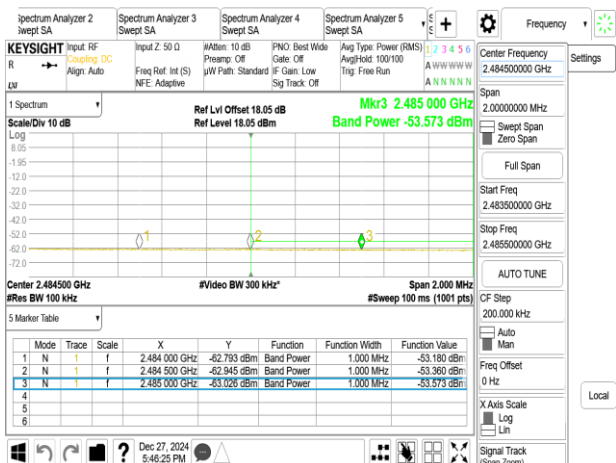 Spectrum Analyzer 2 Spectrum Analyzer 3 Spectrum Analyzer 4 Spectrum Analyzer 5
Swept SA Swept SA Swept SA Swept SA
Frequency
KEYSIGHT Input: RF Input Z: 50 Ω #Atten: 10 dB PNO: Best Wide Avg Type: Power (RMS) 1 2 3 4 5 6
R Coupling: DC Preamp: Off Gate: Off Avg|Hold: 100/100 A W W W W W
Align: Auto Freq Ref: Int (S) µW Path: Standard IF Gain: Low Trig: Free Run
NFE: Adaptive Sig Track: Off A N N N N N
1 Spectrum
Scale/Div 10 dB
Ref Lvl Offset 18.05 dB
Ref Level 18.05 dBm
Mkr3 2.485 000 GHz
Band Power -53.573 dBm
Log
8.05
-1.95
-12.0
-22.0
-32.0
-42.0
-52.0
-62.0
-72.0
1 2 3
Center 2.484500 GHz #Video BW 300 kHz* Span 2.000 MHz
#Res BW 100 kHz #Sweep 100 ms (1001 pts)
5 Marker Table
Mode Trace Scale X Y Function Function Width Function Value
1 N 1 f 2.484 000 GHz -62.793 dBm Band Power 1.000 MHz -53.180 dBm
2 N 1 f 2.484 500 GHz -62.945 dBm Band Power 1.000 MHz -53.360 dBm
3 N 1 f 2.485 000 GHz -63.026 dBm Band Power 1.000 MHz -53.573 dBm
4
5
6
Dec 27, 2024
5:46:25 PM
Center Frequency
2.484500000 GHz
Settings
Span
2.00000000 MHz
Swept Span
Zero Span
Full Span
Start Freq
2.483500000 GHz
Stop Freq
2.485500000 GHz
AUTO TUNE
CF Step
200.000 kHz
Auto
Man
Freq Offset
0 Hz
X Axis Scale
Log
Lin
Local
Signal Track
(Span Zoom)